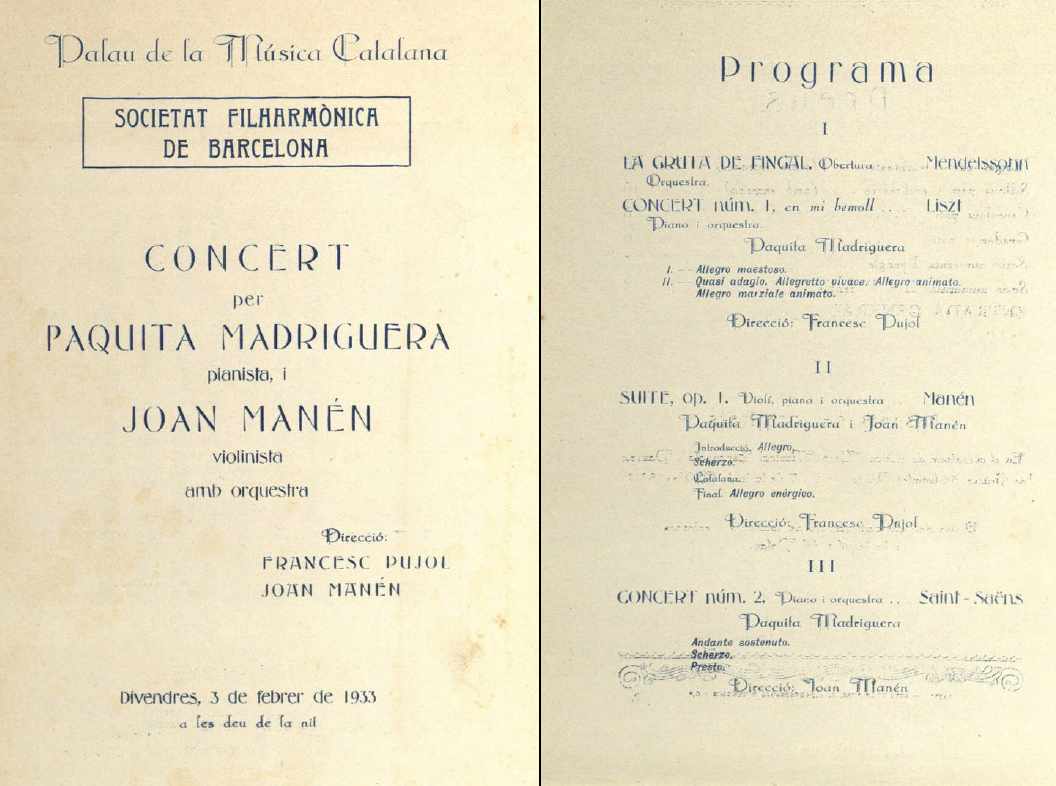 Palau de la Música Catalana
SOCIETAT FILHARMÒNICA
DE BARCELONA
CONCERT
per
PAQUITA MADRIGUERA
pianista, i
JOAN MANÉN
violinista
amb orquestra
Direcció:
FRANCESC PUJOL
JOAN MANÉN
Divendres, 3 de febrer de 1933
a les deu de la nit
Programa
I
LA GRUTA DE FINGAL, Obertura Mendelssohn
Orquestra.
CONCERT núm. 1, en mi bemoll . . . Liszt
Piano i orquestra.
Paquita Madriguera
I. — Allegro maestoso.
II. — Quasi adagio. Allegretto vivace. Allegro animato.
Allegro marziale animato.
Direcció: Francesc Pujol
II
SUITE, op. 1. Violí, piano i orquestra . . Manén
Paquita Madriguera i Joan Manén
Introducció, Allegro.
Scherzo.
Catalana.
Final. Allegro enèrgico.
Direcció: Francesc Pujol
III
CONCERT núm. 2, Piano i orquestra . . Saint-Saëns
Paquita Madriguera
Andante sostenuto.
Scherzo.
Presto.
Direcció: Joan Manén